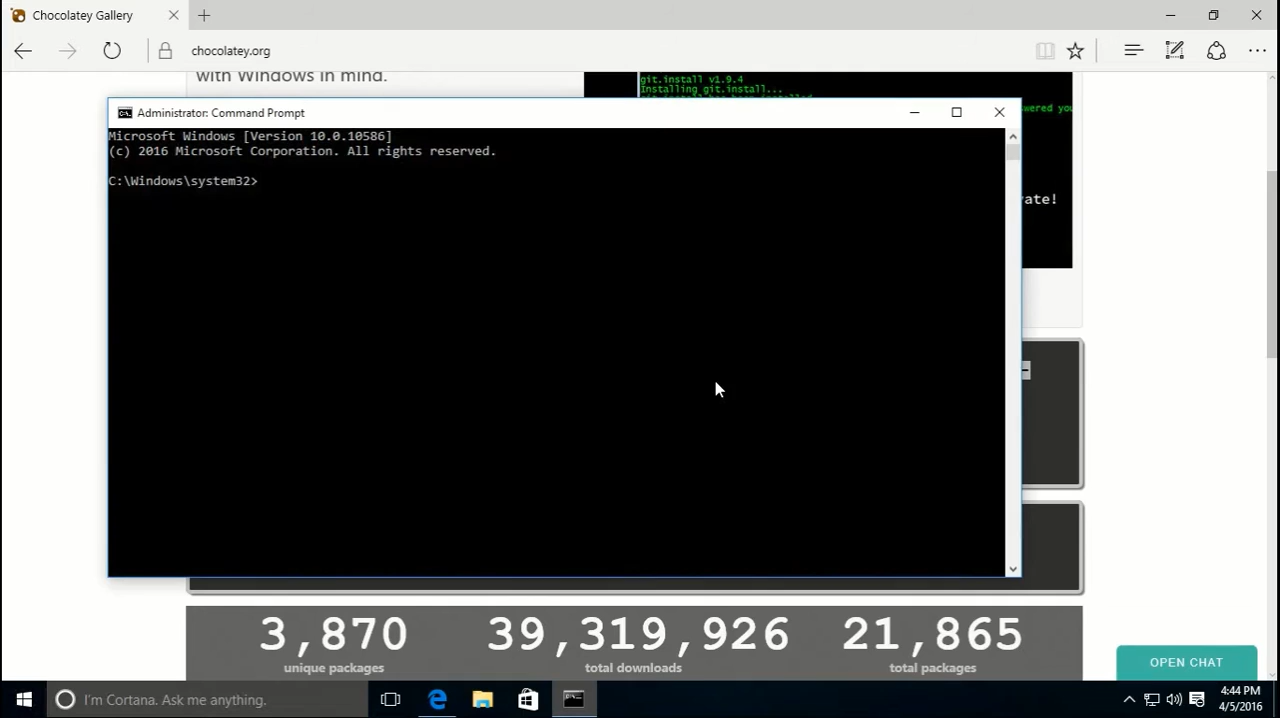 Chocolatey Gallery
chocolatey.org
with Windows in mind.
git.install v1.9.4
Installing git.install...
ered you
Administrator: Command Prompt
Microsoft Windows [Version 10.0.10586]
(c) 2016 Microsoft Corporation. All rights reserved.
C:\Windows\system32>
ate!
3,870 39,319,926 21,865
unique packages total downloads total packages
OPEN CHAT
I'm Cortana. Ask me anything.
4:44 PM
4/5/2016